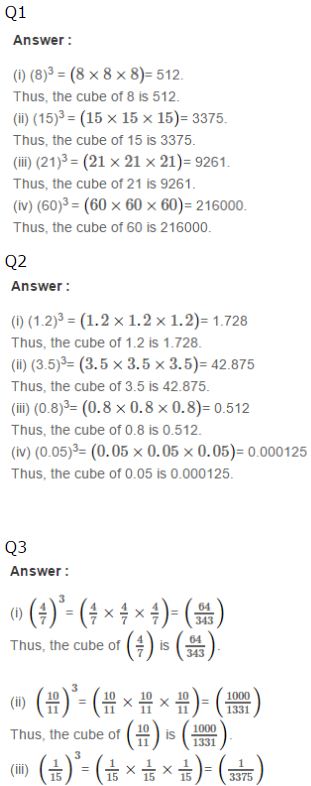 Q1
Answer :
(i) (8)³ = (8 × 8 × 8)= 512.
Thus, the cube of 8 is 512.
(ii) (15)³ = (15 × 15 × 15)= 3375.
Thus, the cube of 15 is 3375.
(iii) (21)³ = (21 × 21 × 21)= 9261.
Thus, the cube of 21 is 9261.
(iv) (60)³ = (60 × 60 × 60)= 216000.
Thus, the cube of 60 is 216000.
Q2
Answer :
(i) (1.2)³ = (1.2 × 1.2 × 1.2)= 1.728
Thus, the cube of 1.2 is 1.728.
(ii) (3.5)³= (3.5 × 3.5 × 3.5)= 42.875
Thus, the cube of 3.5 is 42.875.
(iii) (0.8)³= (0.8 × 0.8 × 0.8)= 0.512
Thus, the cube of 0.8 is 0.512.
(iv) (0.05)³= (0.05 × 0.05 × 0.05)= 0.000125
Thus, the cube of 0.05 is 0.000125.
Q3
Answer :
(i) (4/7)³= (4/7 × 4/7 × 4/7)= (64/343)
Thus, the cube of (4/7) is (64/343).
(ii) (10/11)³= (10/11 × 10/11 × 10/11)= (1000/1331)
Thus, the cube of (10/11) is (1000/1331).
(iii) (1/15)³= (1/15 × 1/15 × 1/15)= (1/3375)